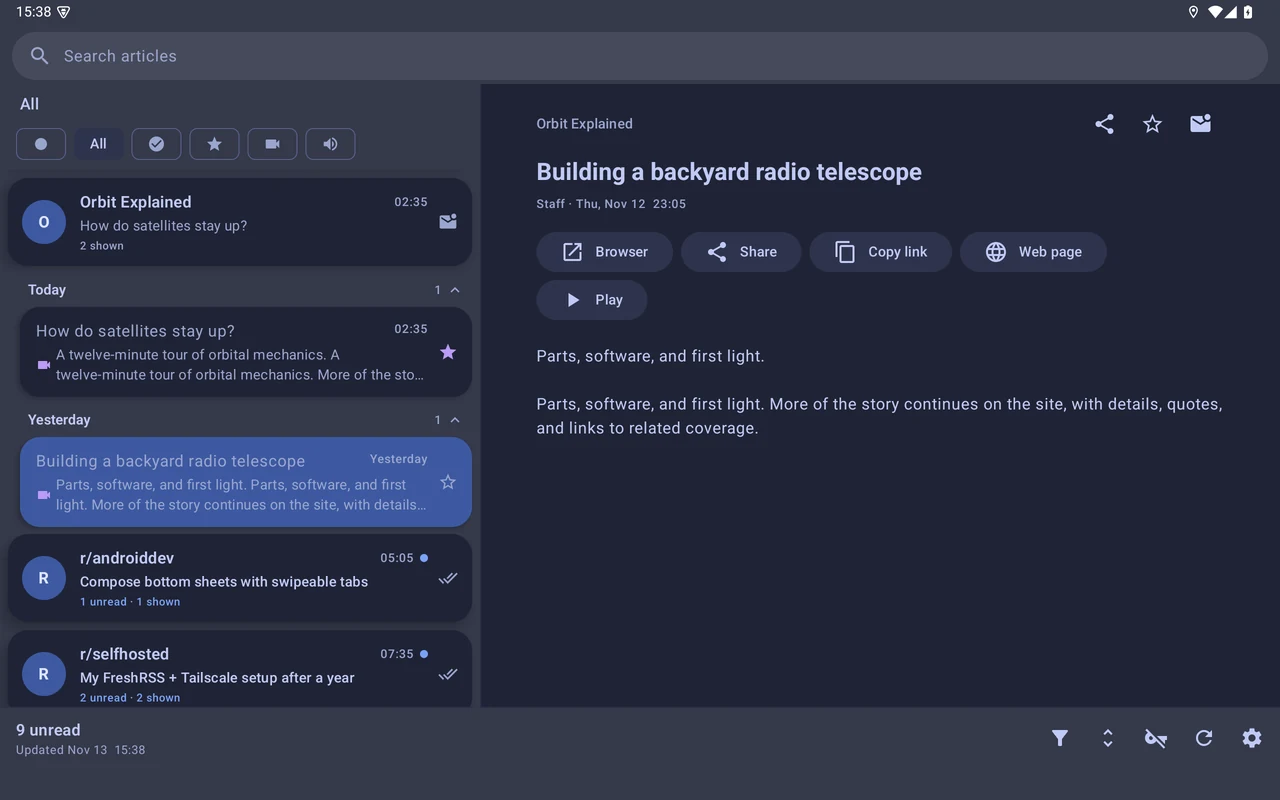 15:38
Search articles
All
All
Orbit Explained 02:35
How do satellites stay up?
2 shown
Today 1
How do satellites stay up? 02:35
A twelve-minute tour of orbital mechanics. A
twelve-minute tour of orbital mechanics. More of the sto…
Yesterday 1
Building a backyard radio telescope Yesterday
Parts, software, and first light. Parts, software, and first
light. More of the story continues on the site, with details…
R r/androiddev 05:05
Compose bottom sheets with swipeable tabs
1 unread · 1 shown
R r/selfhosted 07:35
My FreshRSS + Tailscale setup after a year
2 unread · 2 shown
O
Orbit Explained
Building a backyard radio telescope
Staff · Thu, Nov 12 23:05
Browser Share Copy link Web page
Play
Parts, software, and first light.
Parts, software, and first light. More of the story continues on the site, with details, quotes,
and links to related coverage.
9 unread
Updated Nov 13 15:38